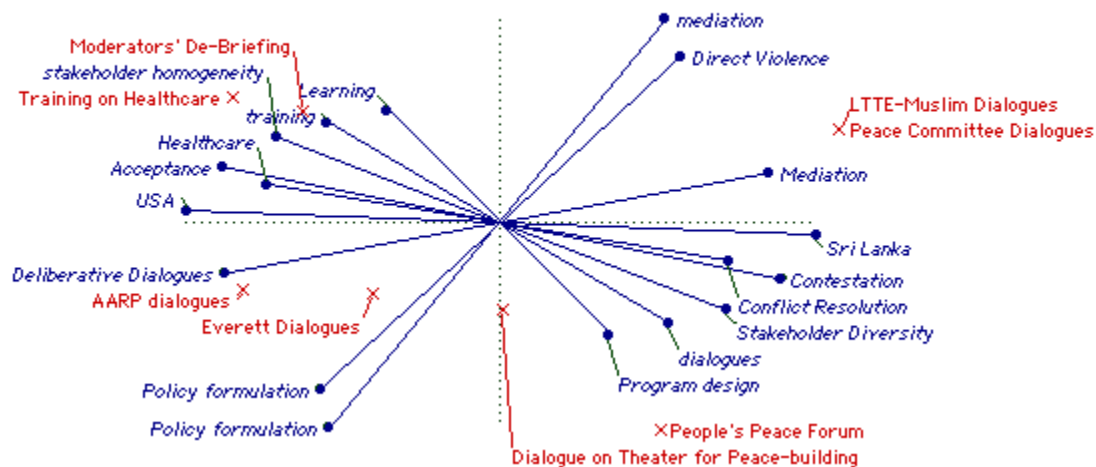 mediation
Moderators' De-Briefing
Direct Violence
stakeholder homogeneity
Learning
Training on Healthcare
LTTE-Muslim Dialogues
training
Peace Committee Dialogues
Healthcare
Acceptance
Mediation
USA
Sri Lanka
Deliberative Dialogues
Contestation
AARP dialogues
Conflict Resolution
Everett Dialogues
Stakeholder Diversity
dialogues
Policy formulation
Program design
Policy formulation
People's Peace Forum
Dialogue on Theater for Peace-building